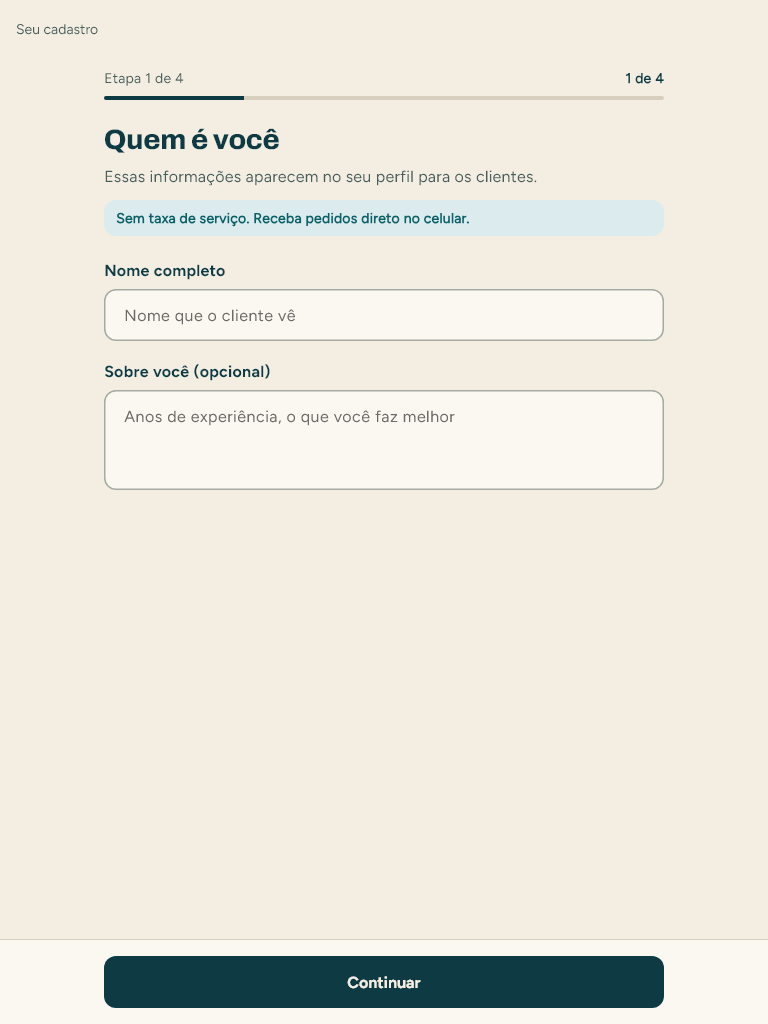 Seu cadastro
Etapa 1 de 4
1 de 4
Quem é você
Essas informações aparecem no seu perfil para os clientes.
Sem taxa de serviço. Receba pedidos direto no celular.
Nome completo
Nome que o cliente vê
Sobre você (opcional)
Anos de experiência, o que você faz melhor
Continuar